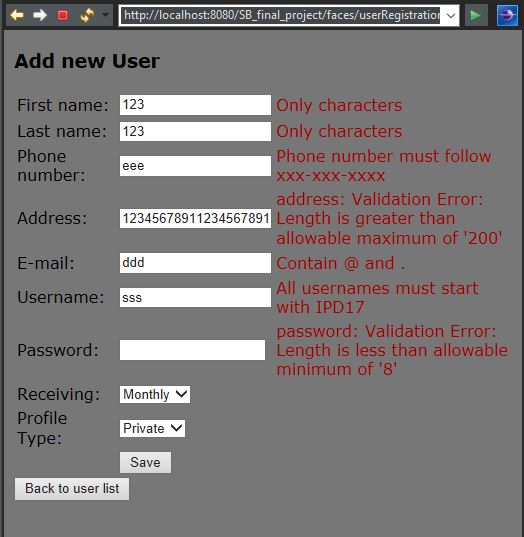 http://localhost:8080/SB_final_project/faces/userRegistration
Add new User
First name: 123 Only characters
Last name: 123 Only characters
Phone number: eee Phone number must follow
xxx-xxx-xxxx
address: Validation Error:
Address: 12345678911234567891 Length is greater than
allowable maximum of '200'
E-mail: ddd Contain @ and .
Username: sss All usernames must start
with IPD17
password: Validation Error:
Password: Length is less than allowable
minimum of '8'
Receiving: Monthly
Profile Type: Private
Save
Back to user list